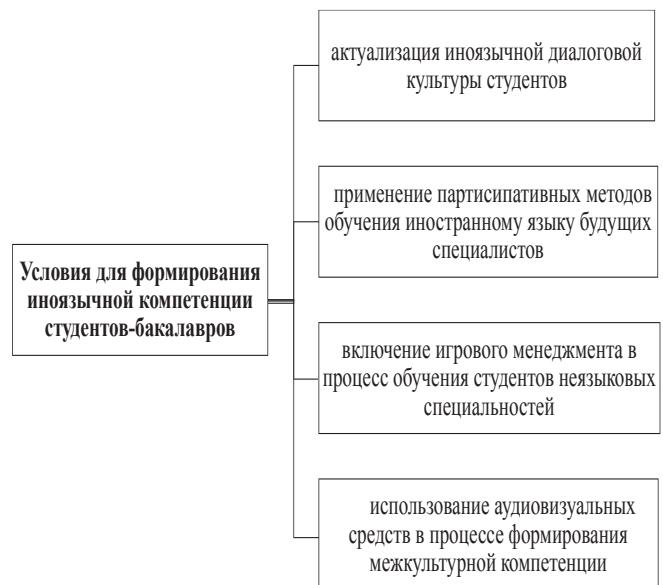 актуализация иноязычной диалоговой
культуры студентов
применение партисипативных методов
обучения иностранному языку будущих
специалистов
Условия для формирования
иноязычной компетенции
студентов-бакалавров
включение игрового менеджмента в
процесс обучения студентов неязыковых
специальностей
использование аудиовизуальных
средств в процессе формирования
межкультурной компетенции